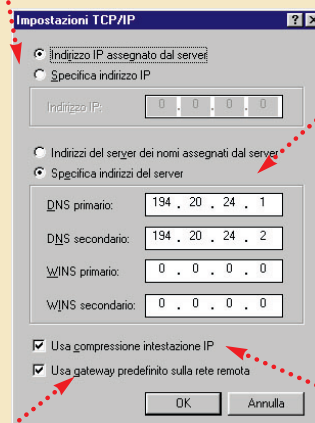 Impostazioni TCP/IP
Indirizzo IP assegnato dal server
Specifica indirizzo IP
Indirizzo IP: 0 . 0 . 0 . 0
Indirizzi del server dei nomi assegnati dal server
Specifica indirizzi del server
DNS primario: 194 . 20 . 24 . 1
DNS secondario: 194 . 20 . 24 . 2
WINS primario: 0 . 0 . 0 . 0
WINS secondario: 0 . 0 . 0 . 0
Usa compressione intestazione IP
Usa gateway predefinito sulla rete remota
OK Annulla